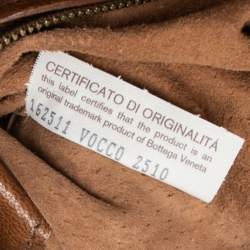 CERTIFICATO DI ORIGINALITÁ
this label certifies that the product is an
original trademark product of Bottega Veneta
162511 VOCCO 2510